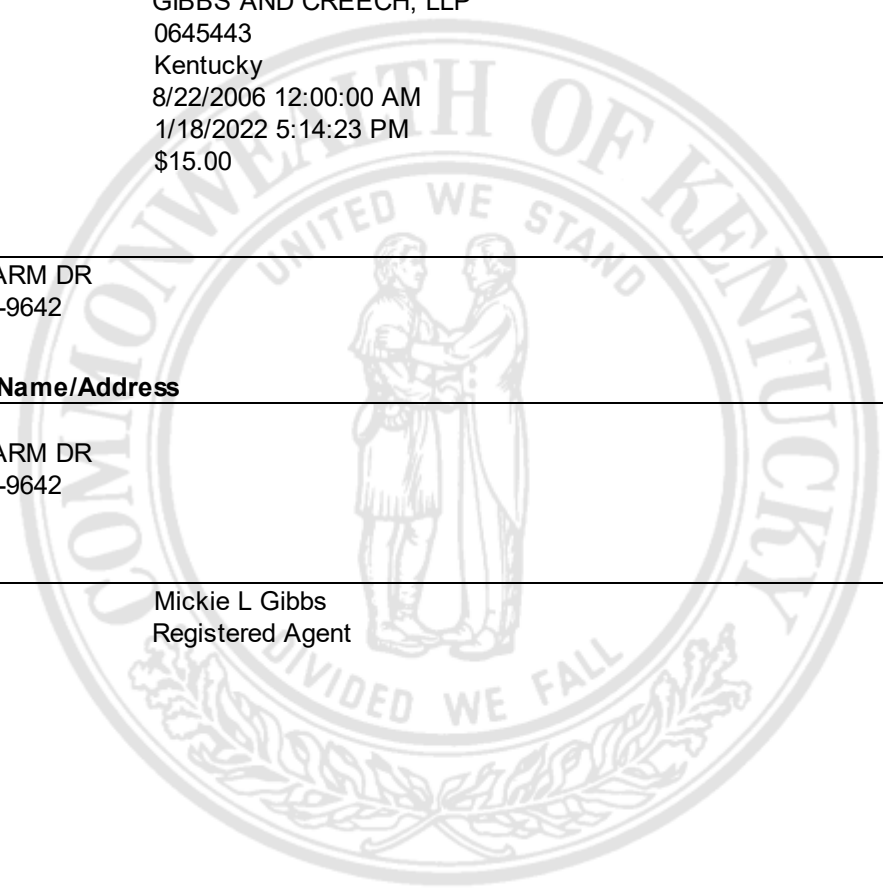 GIBBS AND CREECH, LLP
0645443
Kentucky
8/22/2006 12:00:00 AM
1/18/2022 5:14:23 PM
$15.00
ARM DR
-9642
Name/Address
ARM DR
-9642
Mickie L Gibbs
Registered Agent
COMMONWEALTH OF KENTUCKY
UNITED WE STAND
DIVIDED WE FALL